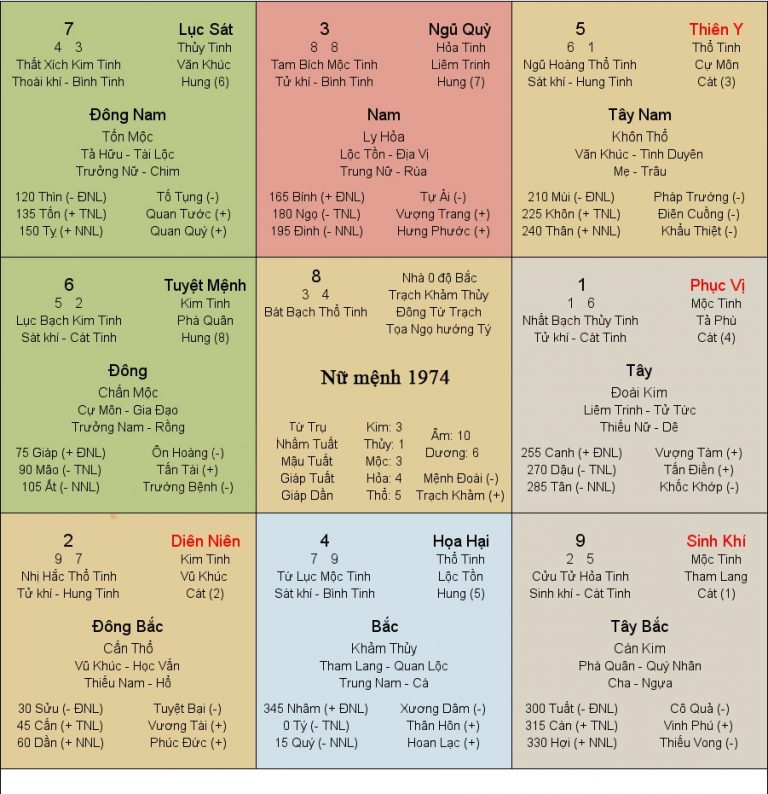 7 Lục Sát
4 3 Thủy Tinh
Thất Xích Kim Tinh Văn Khúc
Thoái khí - Bình Tinh Hung (6)
Đông Nam
Tốn Mộc
Tả Hữu - Tài Lộc
Trưởng Nữ - Chim
120 Thìn (- ĐNL) Tố Tụng (-)
135 Tốn (+ TNL) Quan Tước (+)
150 Tỵ (+ NNL) Quan Quý (+)
3 Ngũ Quỷ
8 8 Hỏa Tinh
Tam Bích Mộc Tinh Liêm Trinh
Tử khí - Bình Tinh Hung (7)
Nam
Ly Hỏa
Lộc Tồn - Địa Vị
Trung Nữ - Rùa
165 Bính (+ ĐNL) Tự Ải (-)
180 Ngọ (- TNL) Vượng Trang (+)
195 Đinh (- NNL) Hưng Phước (+)
5 Thiên Y
6 1 Thổ Tinh
Ngũ Hoàng Thổ Tinh Cự Môn
Sát khí - Hung Tinh Cát (3)
Tây Nam
Khôn Thổ
Văn Khúc - Tình Duyên
Mẹ - Trâu
210 Mùi (- ĐNL) Pháp Trường (-)
225 Khôn (+ TNL) Điên Cuồng (-)
240 Thân (+ NNL) Khẩu Thiệt (-)
6 Tuyệt Mệnh
5 2 Kim Tinh
Lục Bạch Kim Tinh Phá Quân
Sát khí - Cát Tinh Hung (8)
Đông
Chấn Mộc
Cự Môn - Gia Đạo
Trưởng Nam - Rồng
75 Giáp (+ ĐNL) Ôn Hoàng (-)
90 Mão (- TNL) Tấn Tài (+)
105 Ất (- NNL) Trường Bệnh (-)
8 Nhà 0 độ Bắc
3 4 Trạch Khảm Thủy
Bát Bạch Thổ Tinh Đông Tứ Trạch
Tọa Ngọ hướng Tý
Nữ mệnh 1974
Tứ Trụ Kim: 3 Âm: 10
Nhâm Tuất Thủy: 1 Dương: 6
Mậu Tuất Mộc: 3
Giáp Tuất Hỏa: 4 Mệnh Đoài (-)
Giáp Dần Thổ: 5 Trạch Khảm (+)
1 Phục Vị
1 6 Mộc Tinh
Nhất Bạch Thủy Tinh Tả Phù
Tử khí - Cát Tinh Cát (4)
Tây
Đoài Kim
Liêm Trinh - Tử Tức
Thiếu Nữ - Dê
255 Canh (+ ĐNL) Vượng Tàm (+)
270 Dậu (- TNL) Tấn Điền (+)
285 Tân (- NNL) Khốc Khớp (-)
2 Diên Niên
9 7 Kim Tinh
Nhị Hắc Thổ Tinh Vũ Khúc
Tử khí - Hung Tinh Cát (2)
Đông Bắc
Cấn Thổ
Vũ Khúc - Học Vấn
Thiếu Nam - Hổ
30 Sửu (- ĐNL) Tuyệt Bại (-)
45 Cấn (+ TNL) Vương Tài (+)
60 Dần (+ NNL) Phúc Đức (+)
4 Họa Hại
7 9 Thổ Tinh
Tứ Lục Mộc Tinh Lộc Tồn
Sát khí - Bình Tinh Hung (5)
Bắc
Khảm Thủy
Tham Lang - Quan Lộc
Trung Nam - Cá
345 Nhâm (+ ĐNL) Xương Dâm (-)
0 Tý (- TNL) Thân Hôn (+)
15 Quý (- NNL) Hoan Lạc (+)
9 Sinh Khí
2 5 Mộc Tinh
Cửu Tử Hỏa Tinh Tham Lang
Sinh khí - Cát Tinh Cát (1)
Tây Bắc
Càn Kim
Phá Quân - Quý Nhân
Cha - Ngựa
300 Tuất (- ĐNL) Cô Quả (-)
315 Càn (+ TNL) Vinh Phú (+)
330 Hợi (+ NNL) Thiếu Vong (-)